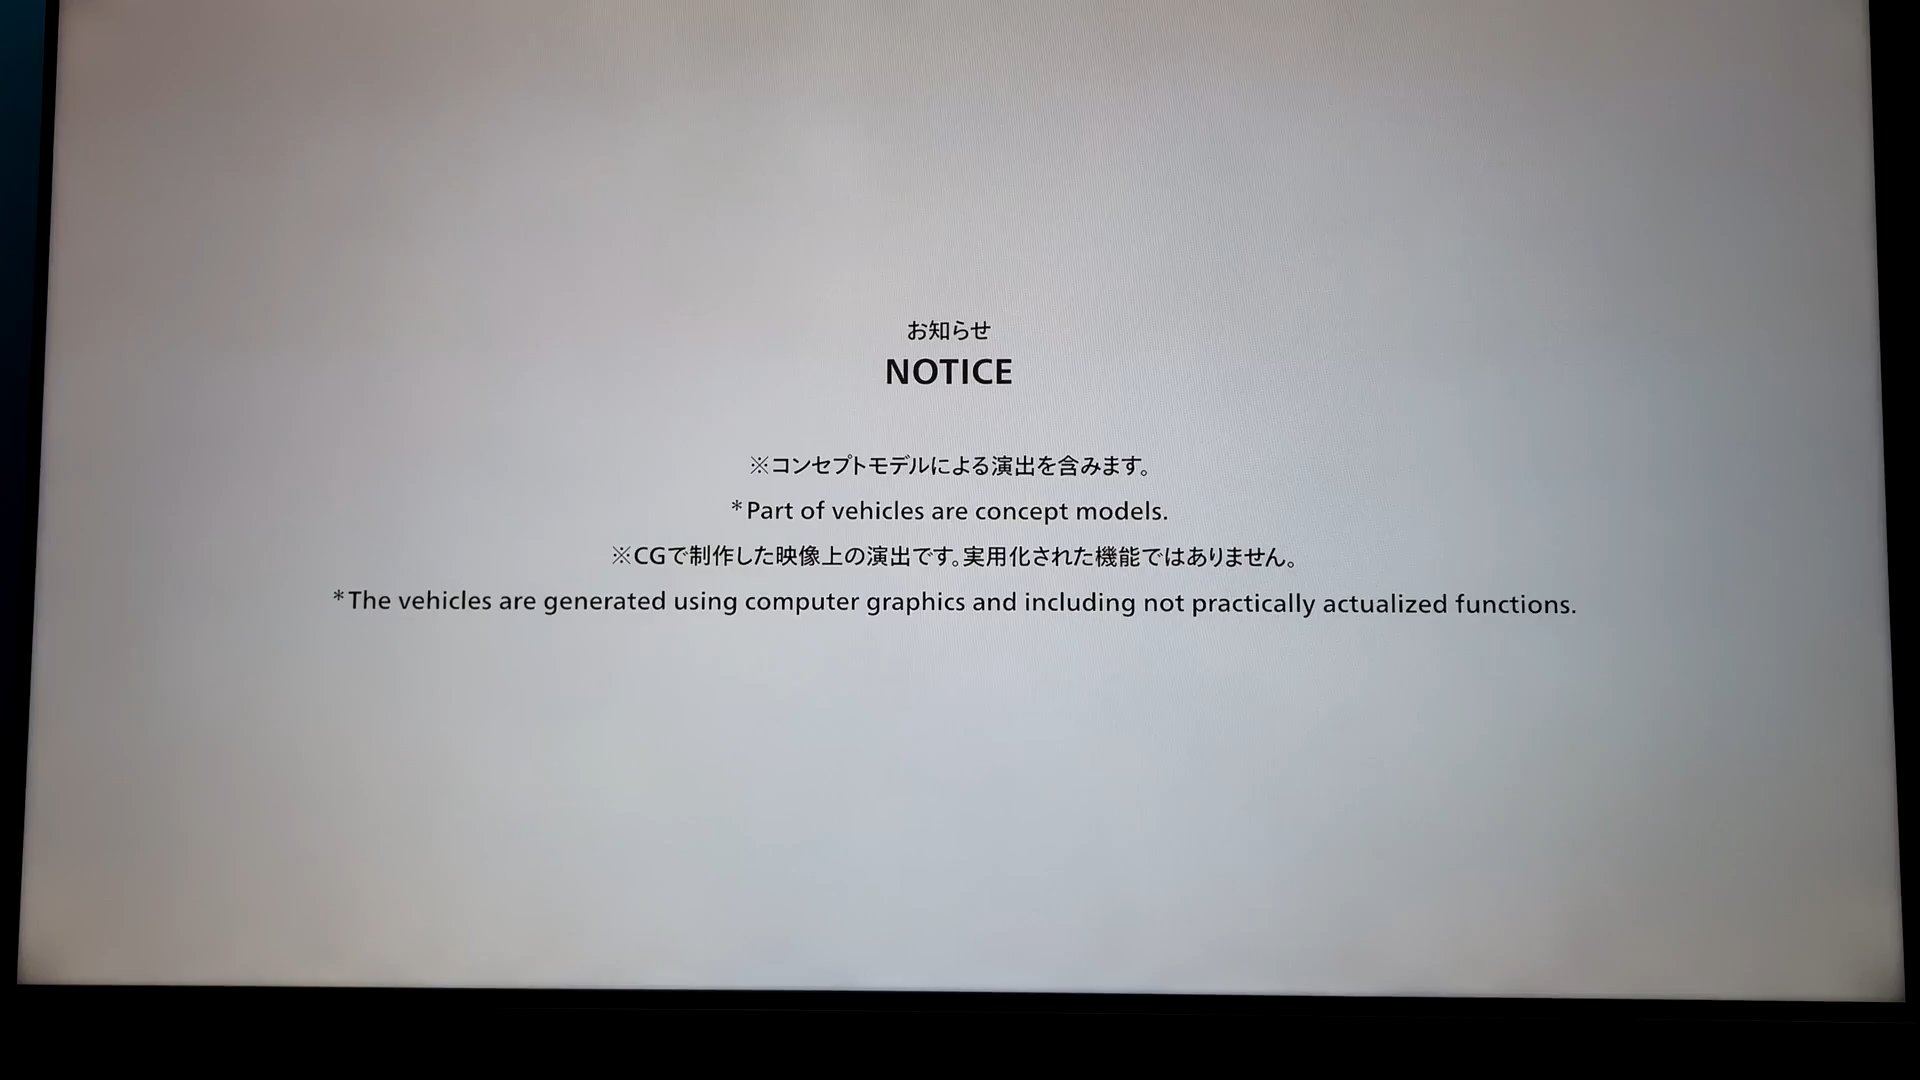 お知らせ
NOTICE
※コンセプトモデルによる演出を含みます。
*Part of vehicles are concept models.
※CGで制作した映像上の演出です。実用化された機能ではありません。
*The vehicles are generated using computer graphics and including not practically actualized functions.